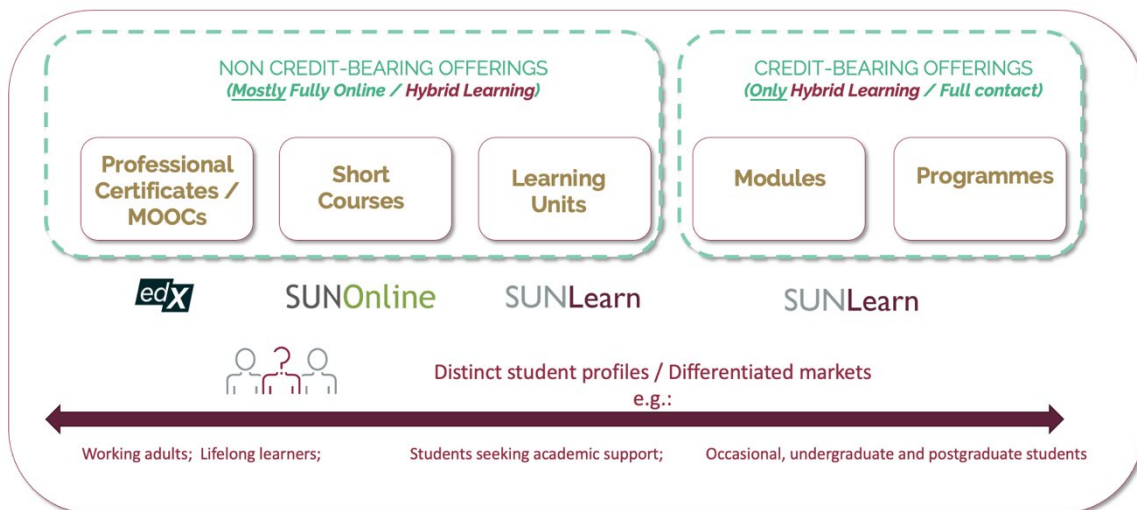 NON CREDIT-BEARING OFFERINGS
(Mostly Fully Online / Hybrid Learning)
Professional
Certificates /
MOOCs
Short
Courses
Learning
Units
CREDIT-BEARING OFFERINGS
(Only Hybrid Learning / Full contact)
Modules
Programmes
edX
SUNOnline
SUNLearn
SUNLearn
?
Distinct student profiles / Differentiated markets
e.g.:
Working adults; Lifelong learners;
Students seeking academic support;
Occasional, undergraduate and postgraduate students